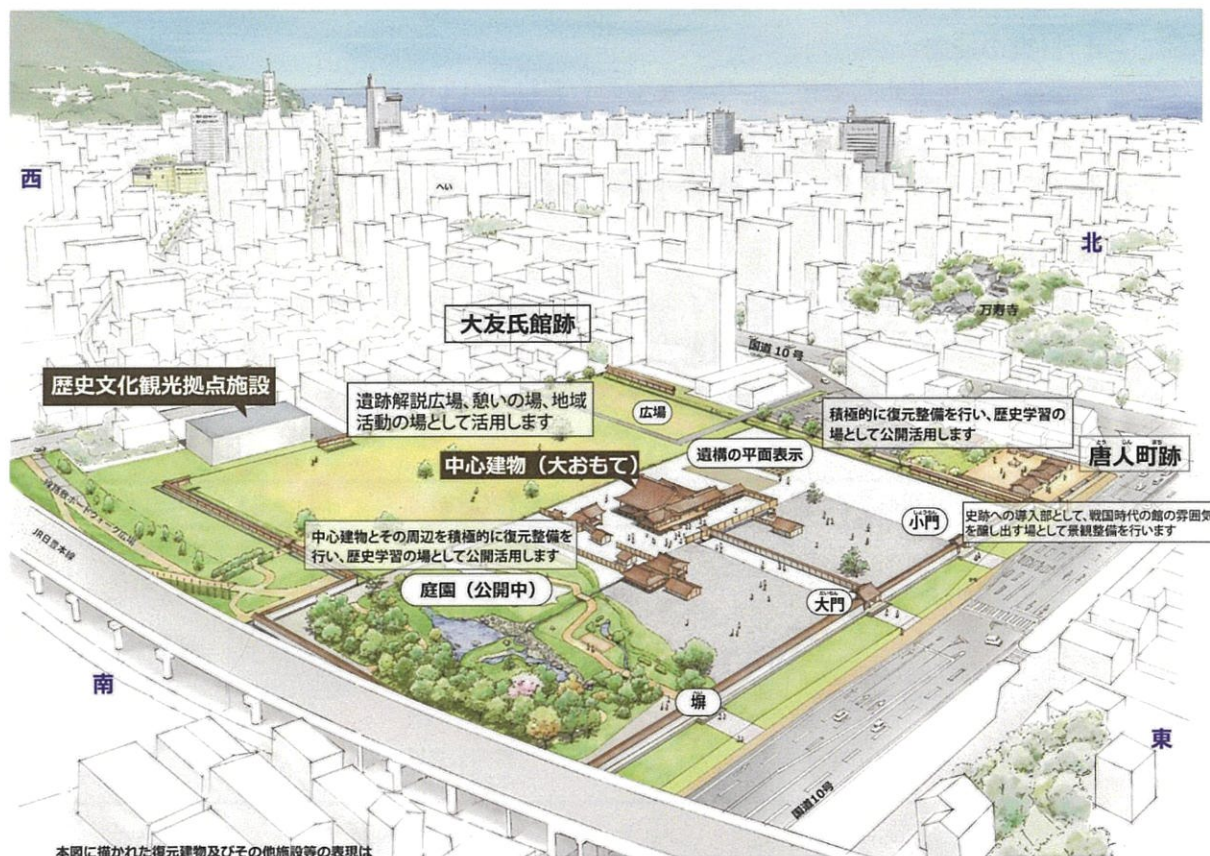 西
へい
北
万寿寺
大友氏館跡
国道10号
歴史文化観光拠点施設
遺跡解説広場、憩いの場、地域
活動の場として活用します
広場
積極的に復元整備を行い、歴史学習の
場として公開活用します
とうじんまち
唐人町跡
遺構の平面表示
中心建物（大おもて）
小門
史跡への導入部として、戦国時代の館の雰囲気
を醸し出す場として景観整備を行います
中心建物とその周辺を積極的に復元整備を
行い、歴史学習の場として公開活用します
JR日豊本線
庭園（公開中）
大門
南
塀
東
国道10号
本図に描かれた復元建物及びその他施設等の表現は